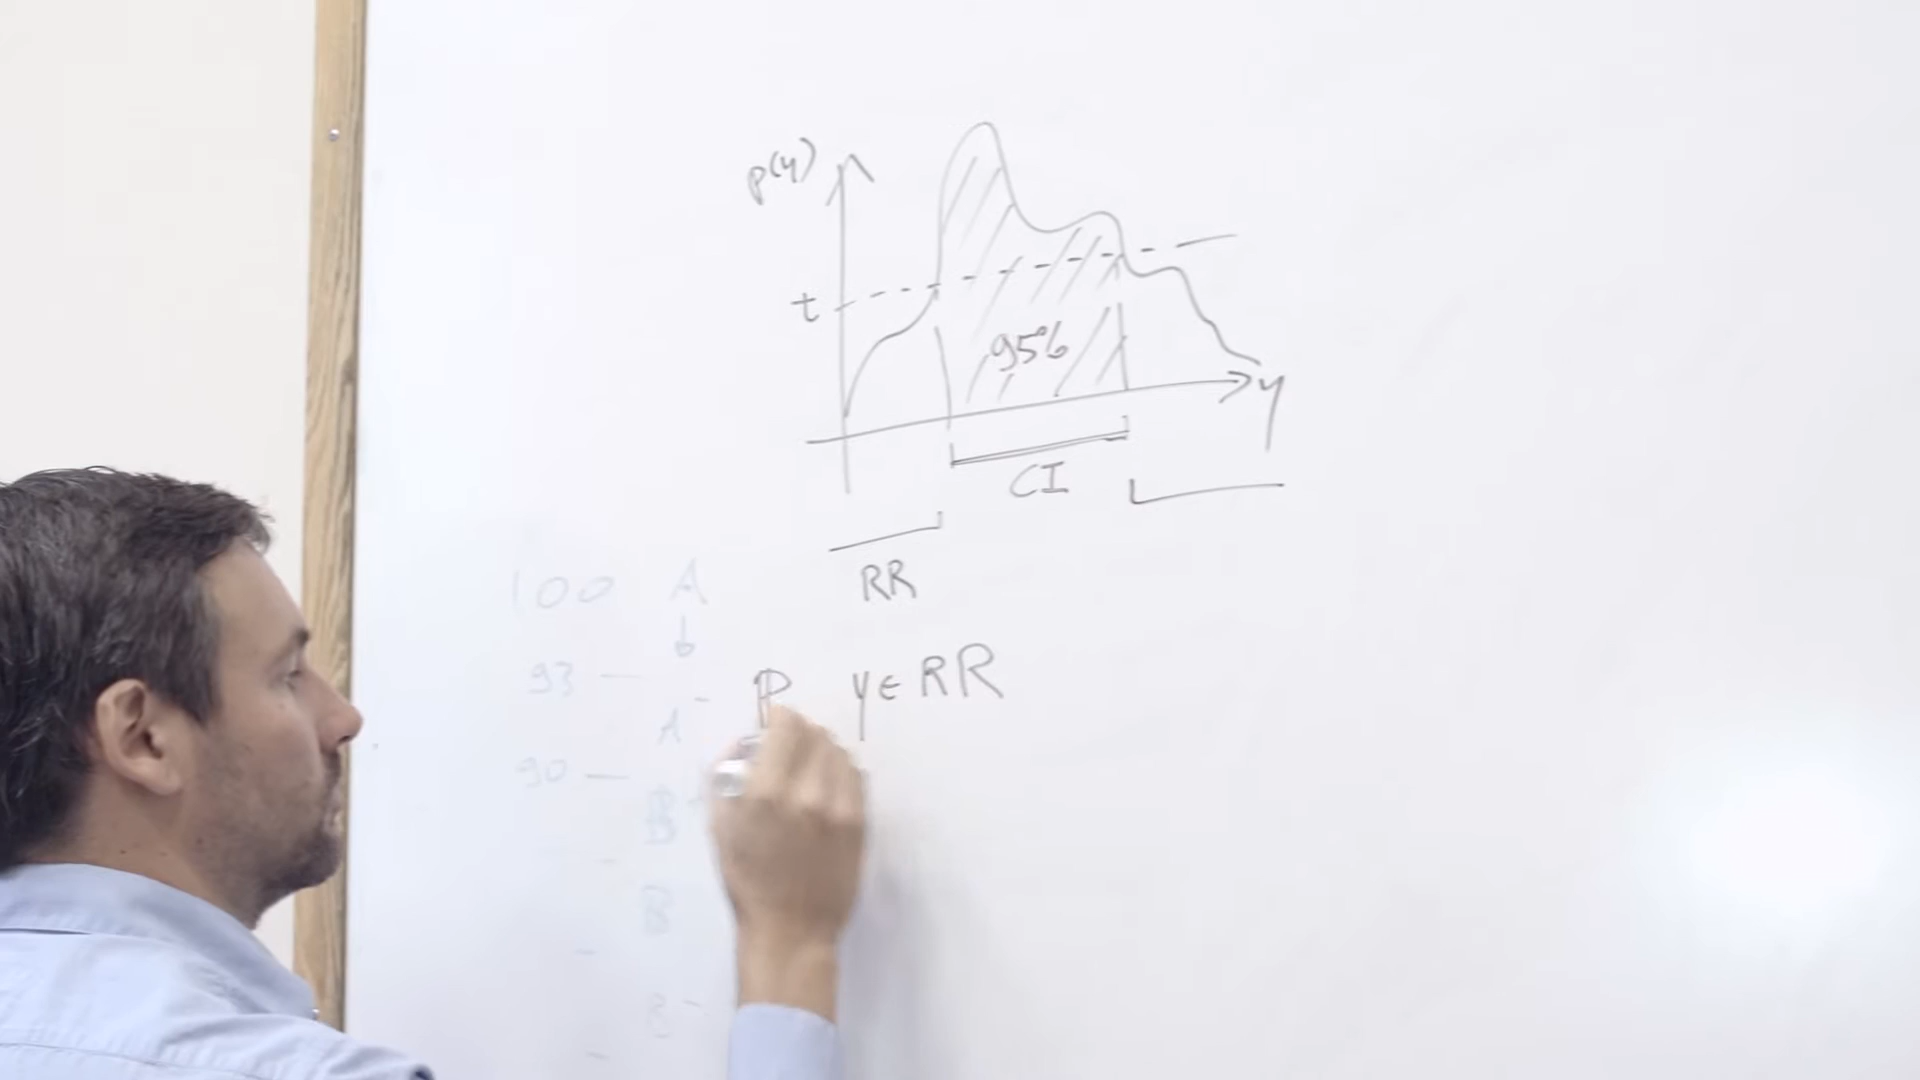 p(y)
t
95%
y
CI
RR
100 A
93 —
P y∈RR
A
90 —
B
B